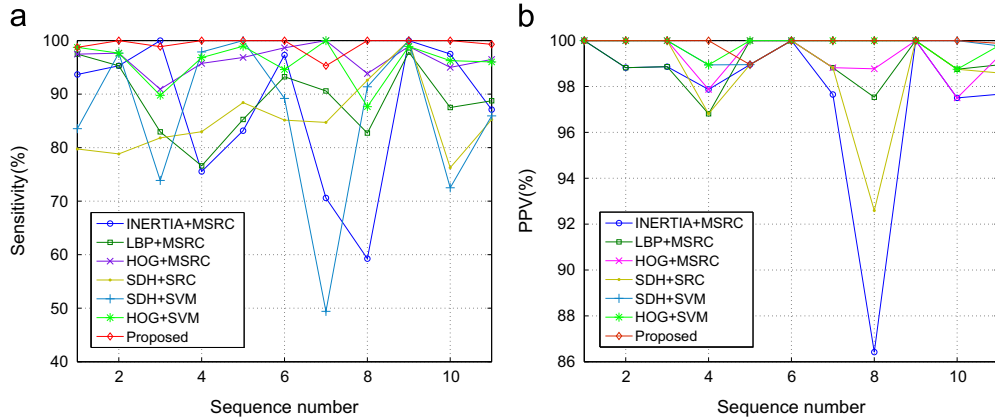 a
Sensitivity(%)
100
90
80
70
60
50
40
2
4
6
8
10
Sequence number
INERTIA+MSRC
LBP+MSRC
HOG+MSRC
SDH+SRC
SDH+SVM
HOG+SVM
Proposed
b
PPV(%)
100
98
96
94
92
90
88
86
2
4
6
8
10
Sequence number
INERTIA+MSRC
LBP+MSRC
HOG+MSRC
SDH+SRC
SDH+SVM
HOG+SVM
Proposed